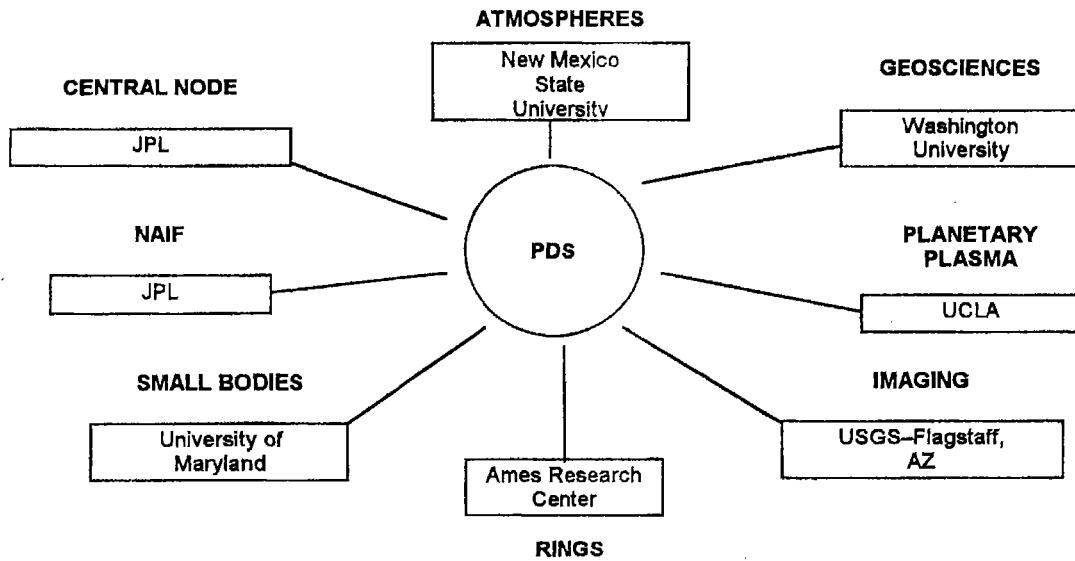 ATMOSPHERES
New Mexico
State
University
CENTRAL NODE
JPL
GEOSCIENCES
Washington
University
NAIF
JPL
PDS
PLANETARY
PLASMA
UCLA
SMALL BODIES
University of
Maryland
IMAGING
USGS–Flagstaff,
AZ
Ames Research
Center
RINGS